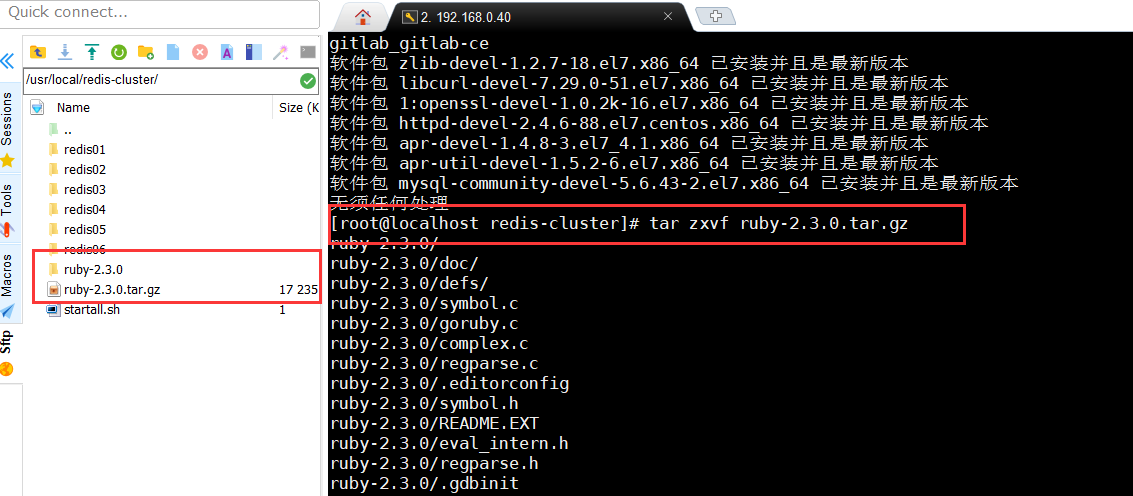 Quick connect...
2. 192.168.0.40
/usr/local/redis-cluster/
Name Size (K
..
redis01
redis02
redis03
redis04
redis05
redis06
ruby-2.3.0
ruby-2.3.0.tar.gz 17 235
startall.sh 1
Sessions
Tools
Macros
Sftp
gitlab_gitlab-ce
软件包 zlib-devel-1.2.7-18.el7.x86_64 已安装并且是最新版本
软件包 libcurl-devel-7.29.0-51.el7.x86_64 已安装并且是最新版本
软件包 1:openssl-devel-1.0.2k-16.el7.x86_64 已安装并且是最新版本
软件包 httpd-devel-2.4.6-88.el7.centos.x86_64 已安装并且是最新版本
软件包 apr-devel-1.4.8-3.el7_4.1.x86_64 已安装并且是最新版本
软件包 apr-util-devel-1.5.2-6.el7.x86_64 已安装并且是最新版本
软件包 mysql-community-devel-5.6.43-2.el7.x86_64 已安装并且是最新版本
无须任何处理
[root@localhost redis-cluster]# tar zxvf ruby-2.3.0.tar.gz
ruby-2.3.0/
ruby-2.3.0/doc/
ruby-2.3.0/defs/
ruby-2.3.0/symbol.c
ruby-2.3.0/goruby.c
ruby-2.3.0/complex.c
ruby-2.3.0/regparse.c
ruby-2.3.0/.editorconfig
ruby-2.3.0/symbol.h
ruby-2.3.0/README.EXT
ruby-2.3.0/eval_intern.h
ruby-2.3.0/regparse.h
ruby-2.3.0/.gdbinit